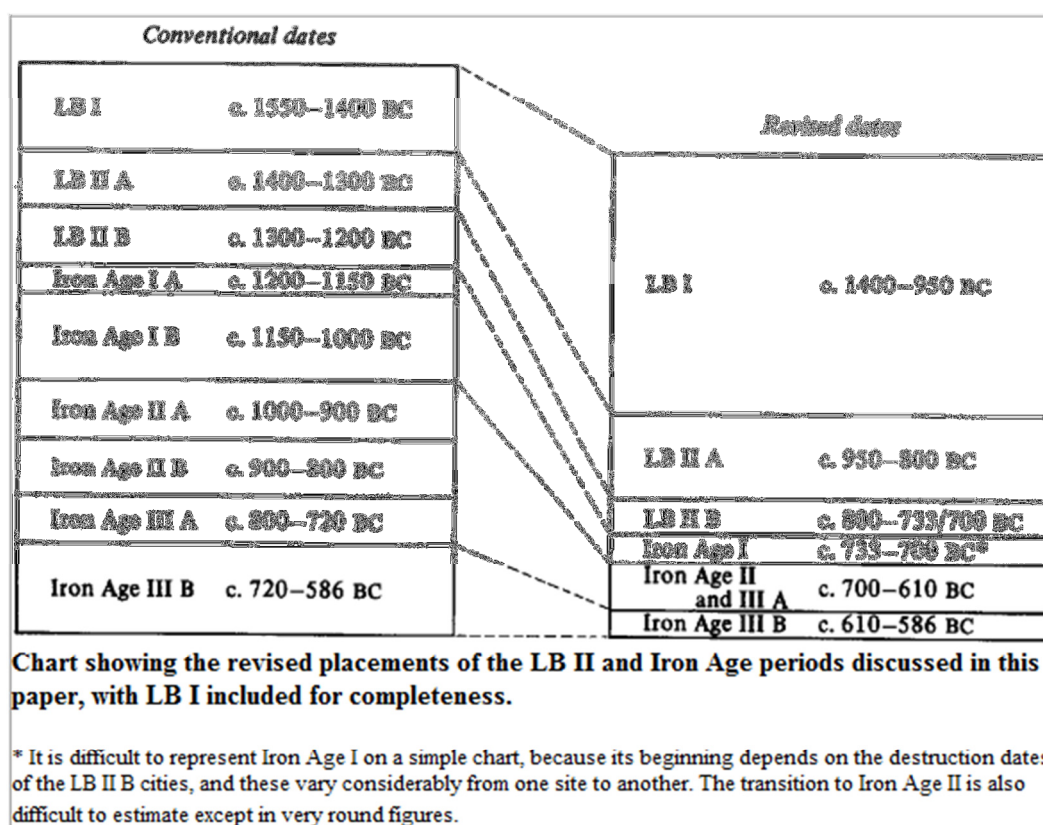 Conventional dates
LB I c. 1550–1400 BC
LB II A c. 1400–1300 BC
LB II B c. 1300–1200 BC
Iron Age I A c. 1200–1150 BC
Iron Age I B c. 1150–1000 BC
Iron Age II A c. 1000–900 BC
Iron Age II B c. 900–800 BC
Iron Age III A c. 800–720 BC
Iron Age III B c. 720–586 BC
Revised dates
LB I c. 1400–950 BC
LB II A c. 950–800 BC
LB II B c. 800–733/700 BC
Iron Age I c. 733–700 BC*
Iron Age II
and III A c. 700–610 BC
Iron Age III B c. 610–586 BC
Chart showing the revised placements of the LB II and Iron Age periods discussed in this
paper, with LB I included for completeness.
* It is difficult to represent Iron Age I on a simple chart, because its beginning depends on the destruction dates
of the LB II B cities, and these vary considerably from one site to another. The transition to Iron Age II is also
difficult to estimate except in very round figures.